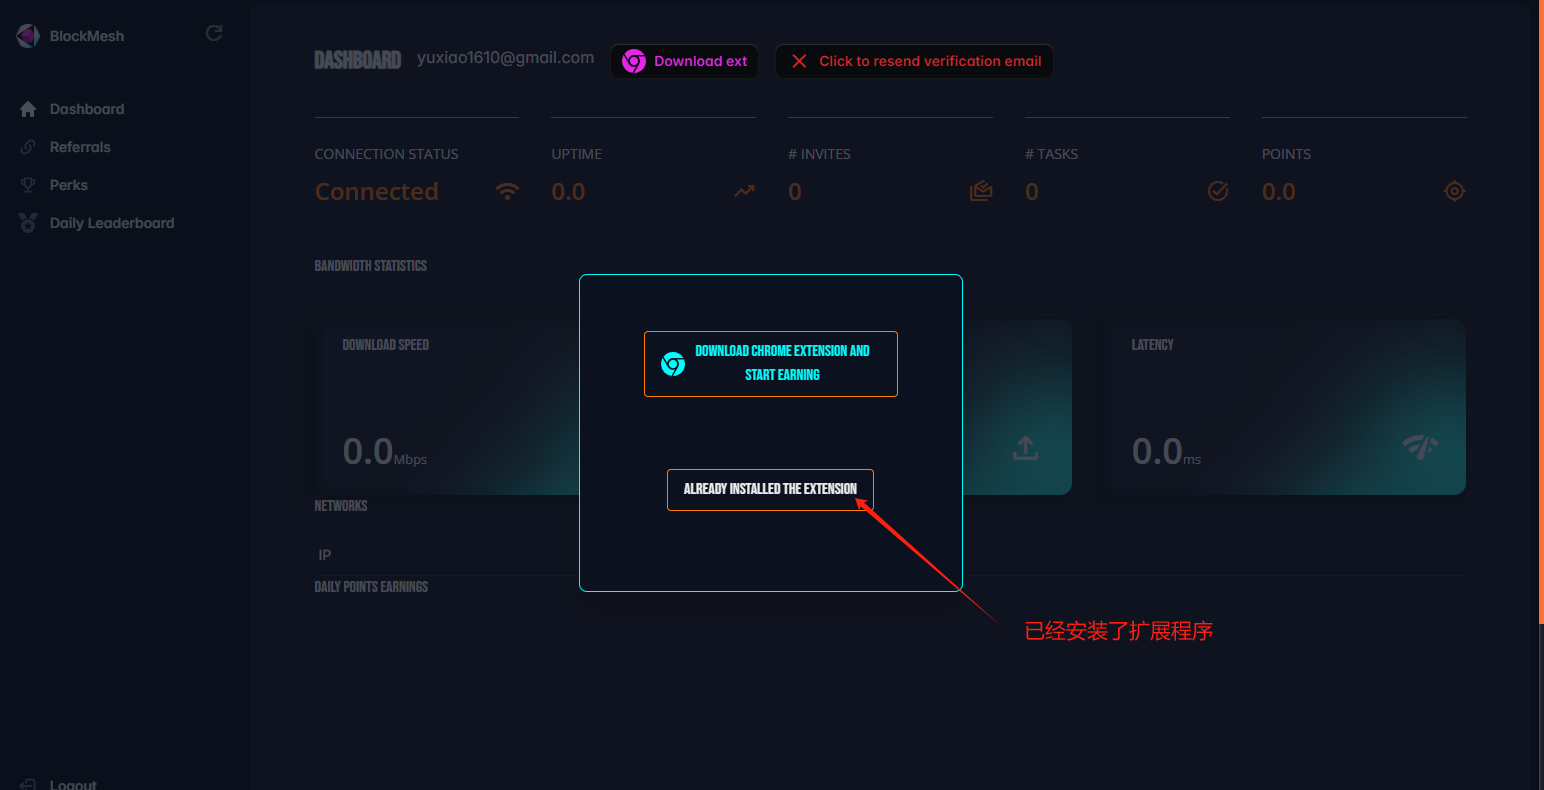 BlockMesh
DASHBOARD yuxiao1610@gmail.com Download ext Click to resend verification email
Dashboard
Referrals
Perks
Daily Leaderboard
CONNECTION STATUS
Connected
UPTIME
0.0
# INVITES
0
# TASKS
0
POINTS
0.0
BANDWIDTH STATISTICS
DOWNLOAD SPEED
0.0Mbps
LATENCY
0.0ms
DOWNLOAD CHROME EXTENSION AND
START EARNING
ALREADY INSTALLED THE EXTENSION
NETWORKS
IP
DAILY POINTS EARNINGS
已经安装了扩展程序
Logout